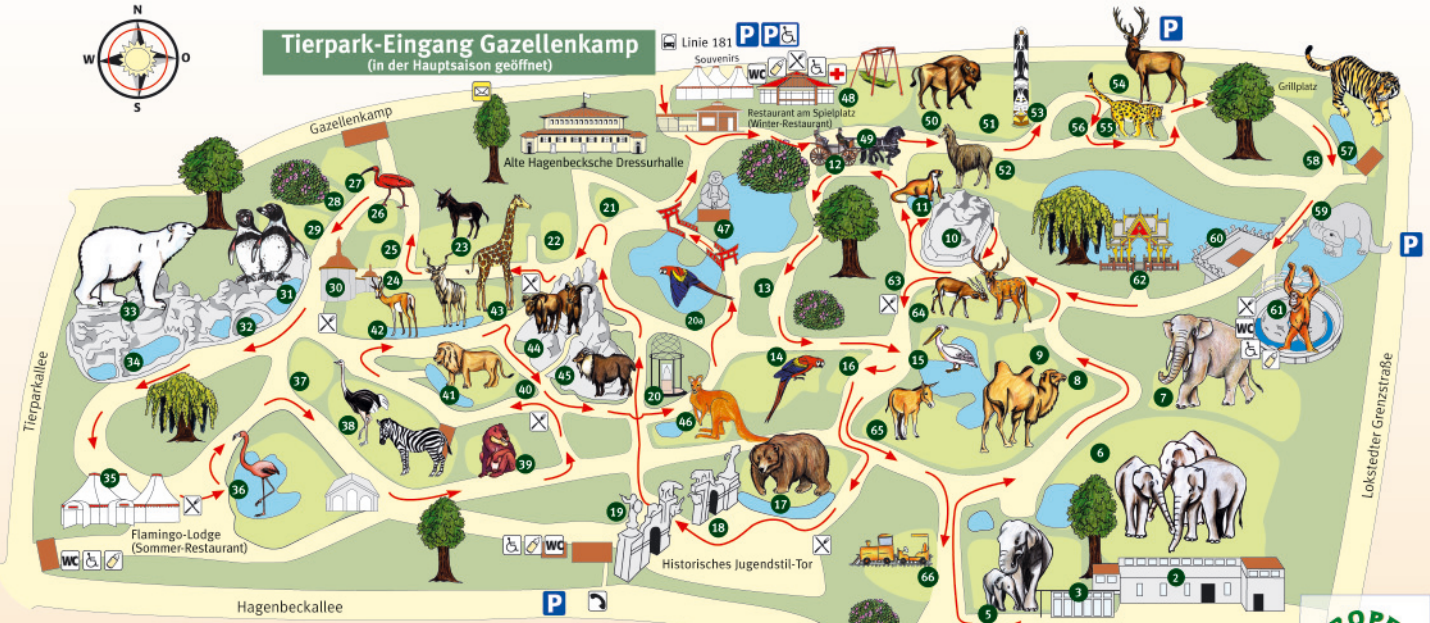 N
W
O
S
Tierpark-Eingang Gazellenkamp
(in der Hauptsaison geöffnet)
Linie 181
P
P
P
Souvenirs
WC
48
Restaurant am Spielplatz
(Winter-Restaurant)
50
51
53
54
P
Grillplatz
56
55
57
58
Gazellenkamp
Alte Hagenbecksche Dressurhalle
49
12
52
11
10
27
28
26
29
25
23
22
21
47
24
30
31
32
33
34
42
43
44
45
20a
13
63
64
59
P
60
62
61
WC
Tierparkallee
37
38
41
40
20
46
14
16
15
9
8
65
7
35
36
39
Flamingo-Lodge
(Sommer-Restaurant)
WC
WC
19
18
17
Historisches Jugendstil-Tor
66
6
5
3
2
Lokstedter Grenzstraße
Hagenbeckallee
P